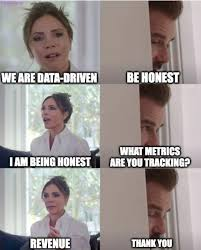 WE ARE DATA-DRIVEN
BE HONEST
I AM BEING HONEST
WHAT METRICS
ARE YOU TRACKING?
REVENUE
THANK YOU